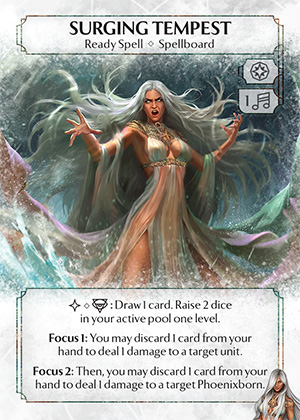 SURGING TEMPEST
Ready Spell ◇ Spellboard
1
: Draw 1 card. Raise 2 dice
in your active pool one level.
Focus 1: You may discard 1 card from your
hand to deal 1 damage to a target unit.
Focus 2: Then, you may discard 1 card from your
hand to deal 1 damage to a target Phoenixborn.